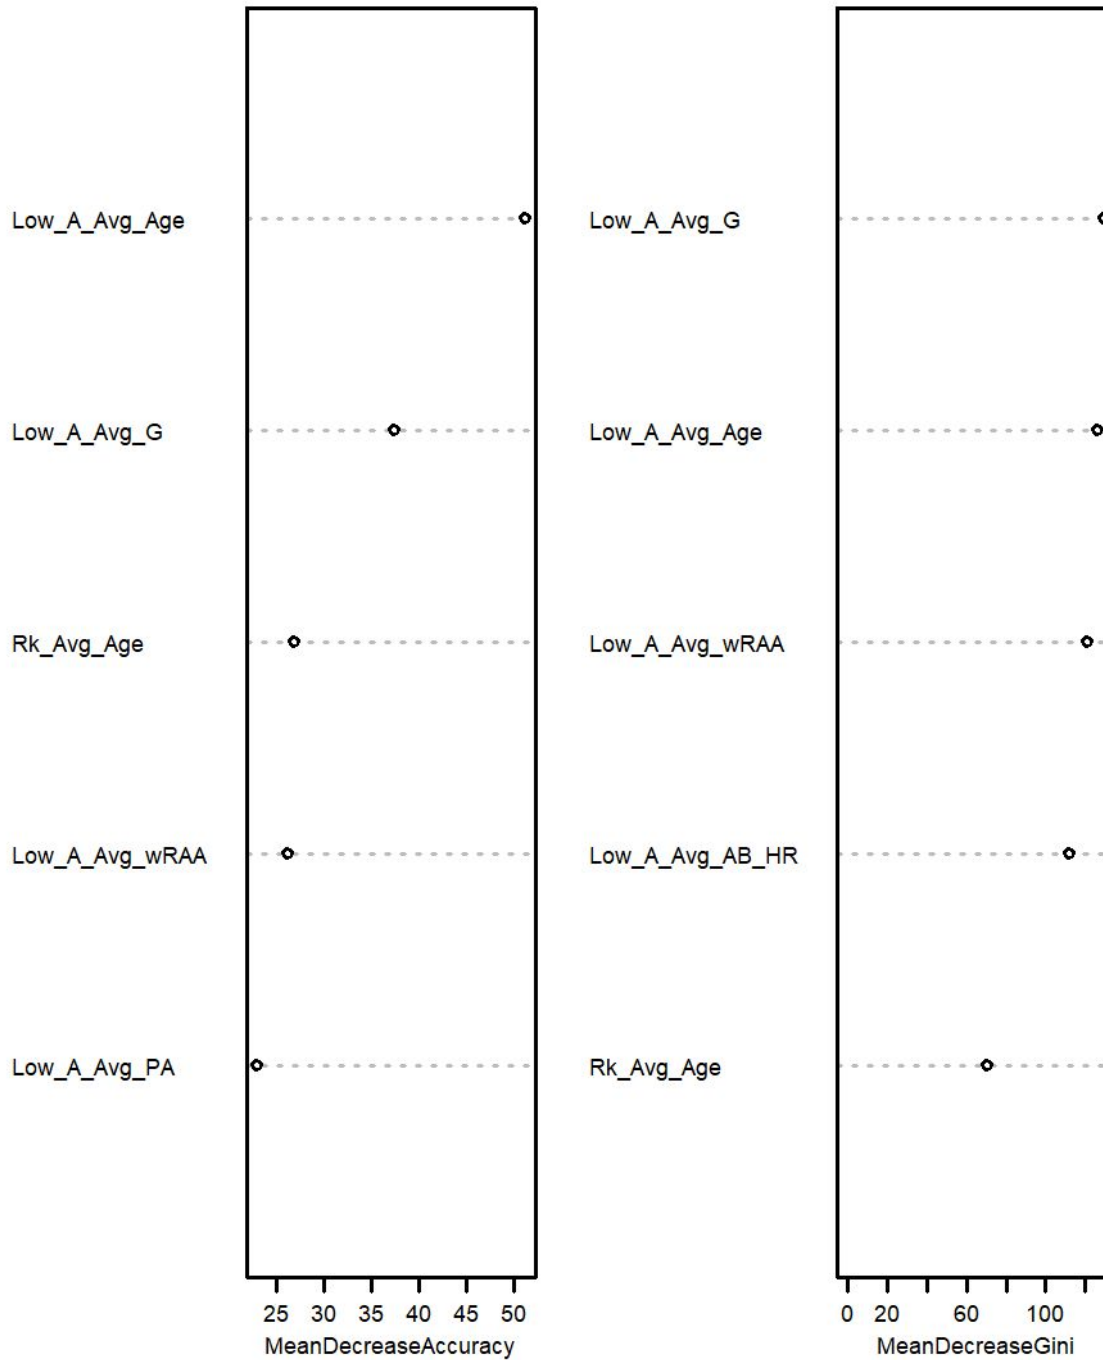 Low_A_Avg_Age
Low_A_Avg_G
Rk_Avg_Age
Low_A_Avg_wRAA
Low_A_Avg_PA
25 30 35 40 45 50
MeanDecreaseAccuracy
Low_A_Avg_G
Low_A_Avg_Age
Low_A_Avg_wRAA
Low_A_Avg_AB_HR
Rk_Avg_Age
0 20 60 100
MeanDecreaseGini